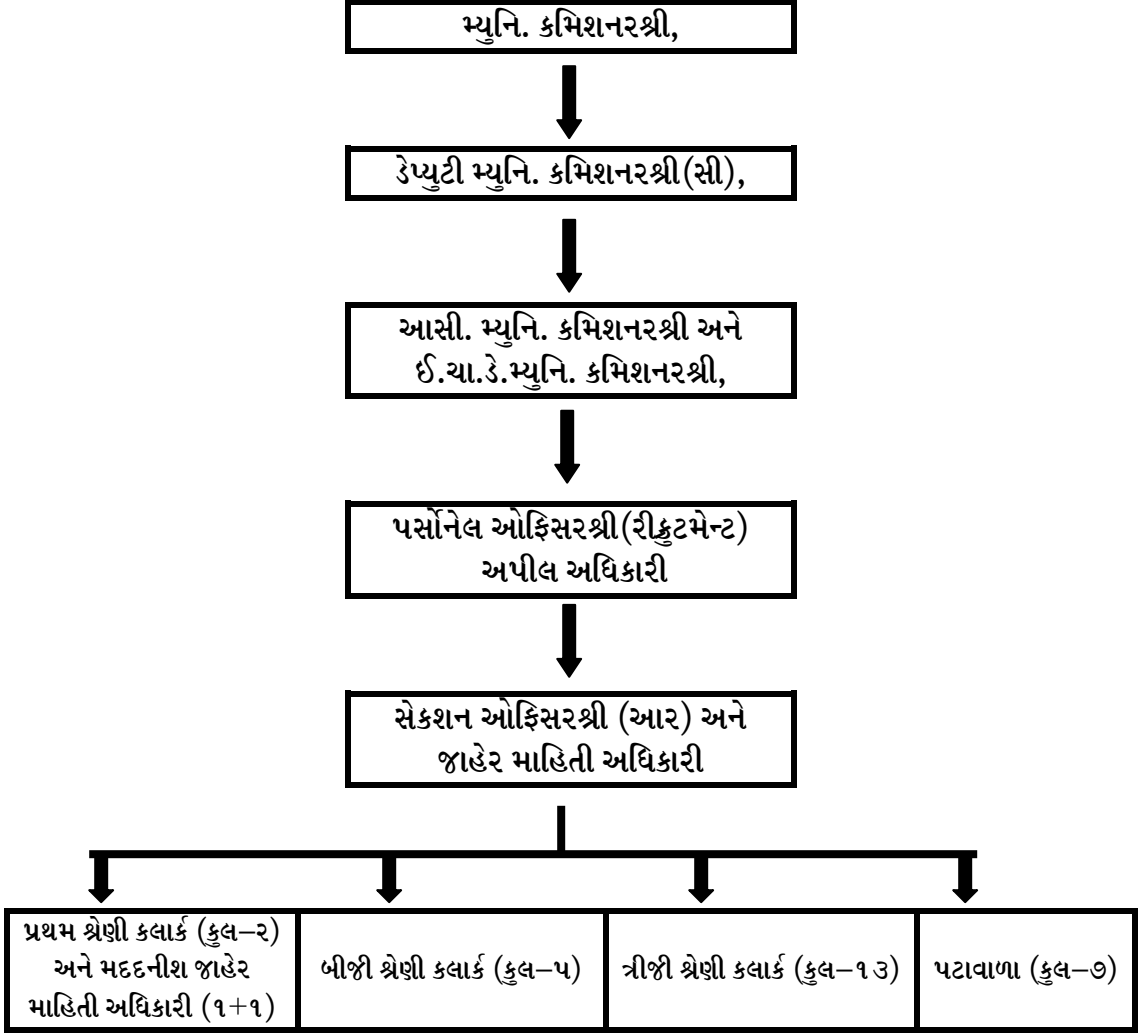 મ્યુનિ. કમિશનરશ્રી,
ડેપ્યુટી મ્યુનિ. કમિશનરશ્રી(સી),
આસી. મ્યુનિ. કમિશનરશ્રી અને
ઈ.ચા.ડે.મ્યુનિ. કમિશનરશ્રી,
પર્સોનેલ ઓફિસરશ્રી(રીક્રુટમેન્ટ)
અપીલ અધિકારી
સેકશન ઓફિસરશ્રી (આર) અને
જાહેર માહિતી અધિકારી
પ્રથમ શ્રેણી કલાર્ક (કુલ–૨)
અને મદદનીશ જાહેર
માહિતી અધિકારી (૧+૧)
બીજી શ્રેણી કલાર્ક (કુલ–૫)
ત્રીજી શ્રેણી કલાર્ક (કુલ–૧૩)
પટાવાળા (કુલ–૭)